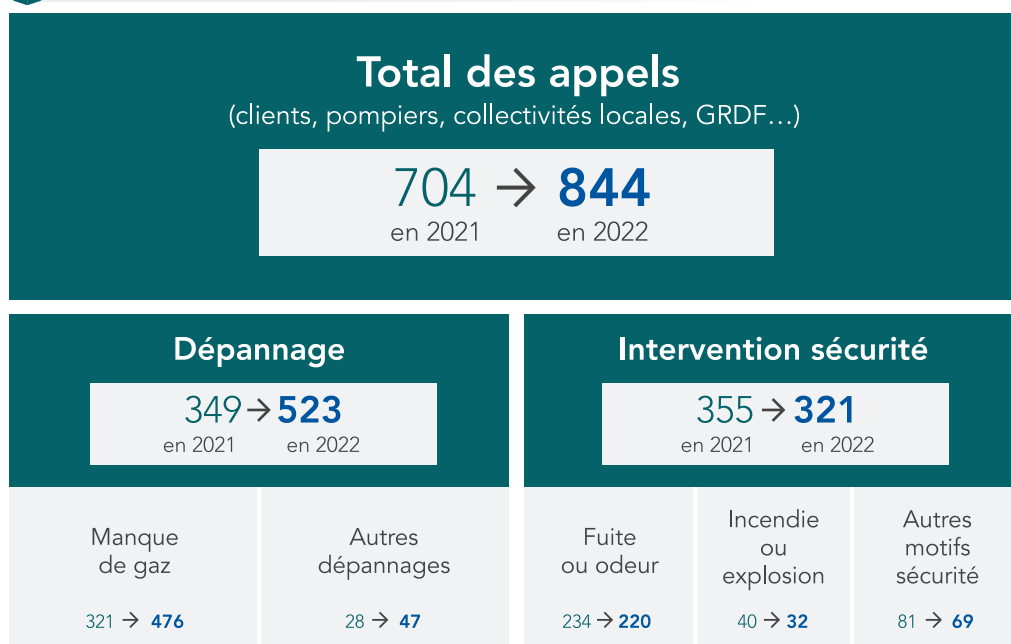 Total des appels
(clients, pompiers, collectivités locales, GRDF...)
704 → 844
en 2021 en 2022
Dépannage
349 → 523
en 2021 en 2022
Manque
de gaz
321 → 476
Autres
dépannages
28 → 47
Intervention sécurité
355 → 321
en 2021 en 2022
Fuite
ou odeur
234 → 220
Incendie
ou
explosion
40 → 32
Autres
motifs
sécurité
81 → 69